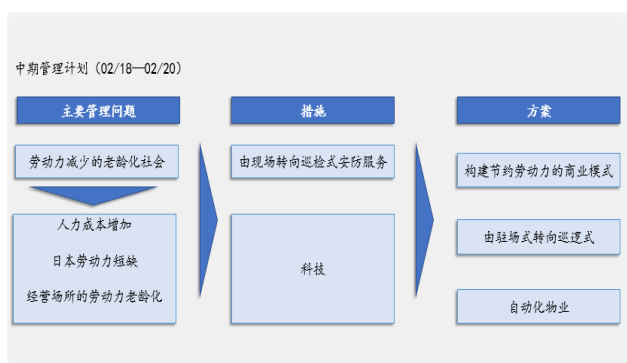 中期管理计划（02/18—02/20）
主要管理问题
措施
方案
劳动力减少的老龄化社会
由现场转向巡检式安防服务
构建节约劳动力的商业模式
人力成本增加
日本劳动力短缺
经营场所的劳动力老龄化
科技
由驻场式转向巡逻式
自动化物业